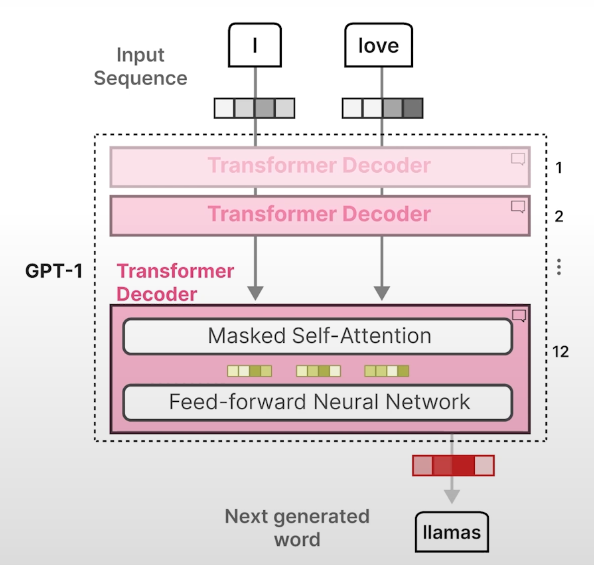 I
love
Input
Sequence
Transformer Decoder
1
Transformer Decoder
2
GPT-1
Transformer
Decoder
Masked Self-Attention
12
Feed-forward Neural Network
Next generated
word
llamas